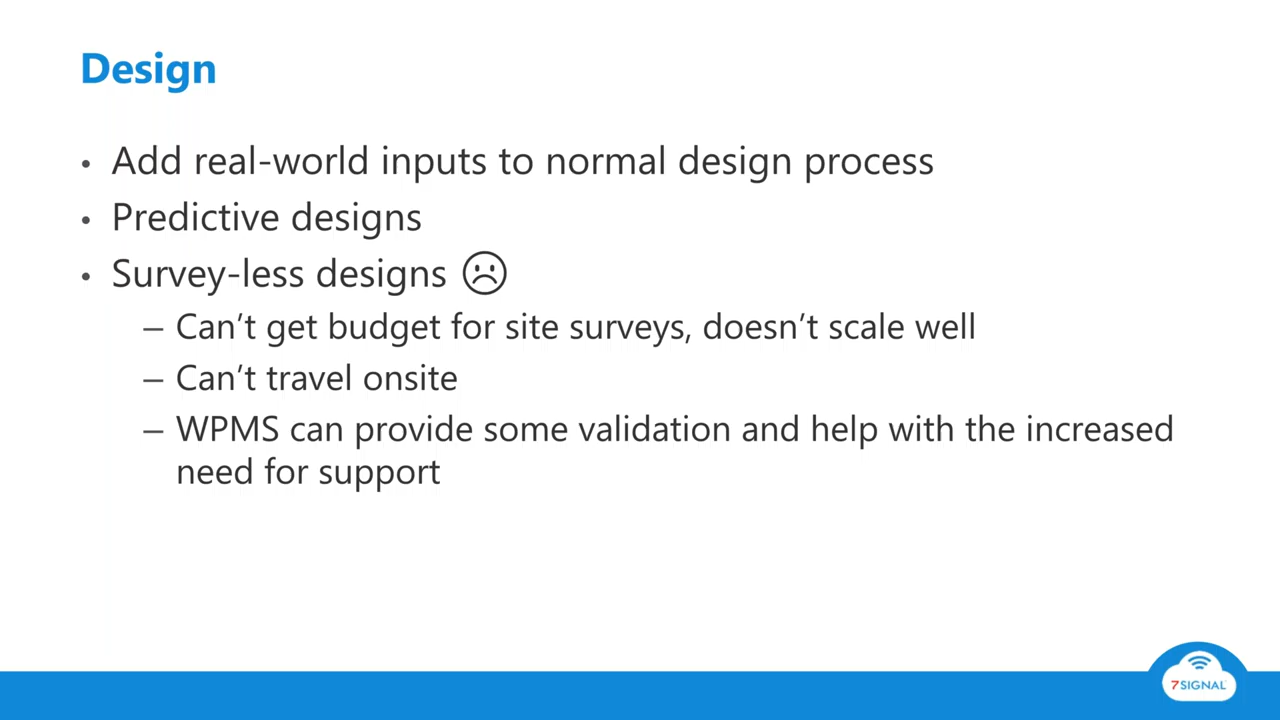 Design
• Add real-world inputs to normal design process
• Predictive designs
• Survey-less designs ☹
– Can’t get budget for site surveys, doesn’t scale well
– Can’t travel onsite
– WPMS can provide some validation and help with the increased
need for support
7SIGNAL